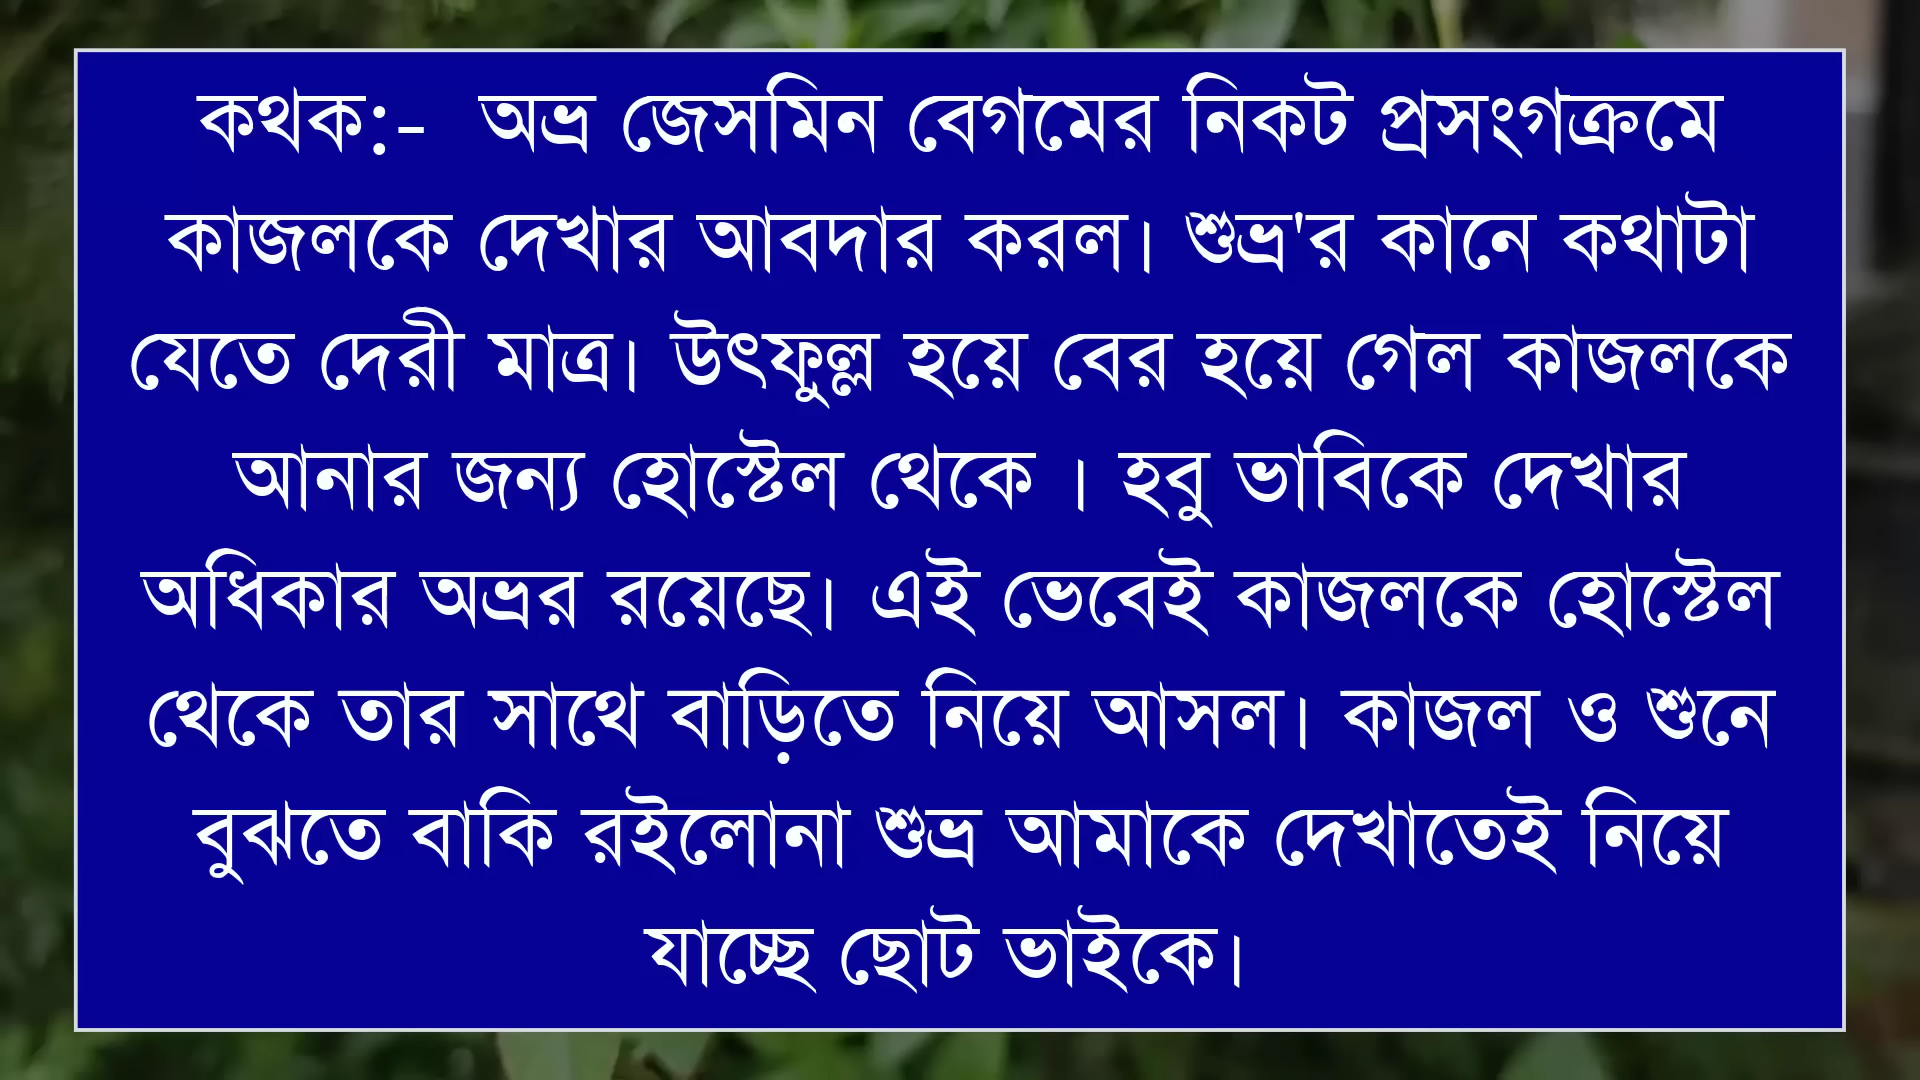 কথক:-  অভ্র জেসমিন বেগমের নিকট প্রসংগক্রমে
কাজলকে দেখার আবদার করল। শুভ্র'র কানে কথাটা
যেতে দেরী মাত্র। উৎফুল্ল হয়ে বের হয়ে গেল কাজলকে
আনার জন্য হোস্টেল থেকে । হবু ভাবিকে দেখার
অধিকার অভ্রর রয়েছে। এই ভেবেই কাজলকে হোস্টেল
থেকে তার সাথে বাড়িতে নিয়ে আসল। কাজল ও শুনে
বুঝতে বাকি রইলোনা শুভ্র আমাকে দেখাতেই নিয়ে
যাচ্ছে ছোট ভাইকে।